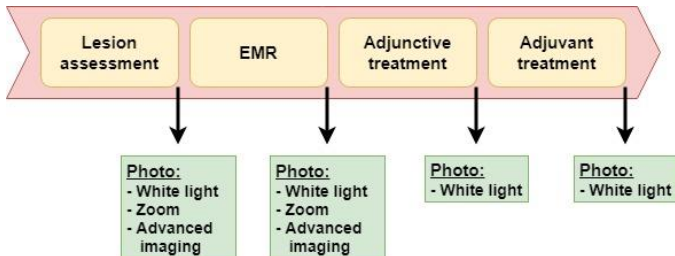 Lesion
assessment
EMR
Adjunctive
treatment
Adjuvant
treatment
Photo:
- White light
- Zoom
- Advanced
imaging
Photo:
- White light
- Zoom
- Advanced
imaging
Photo:
- White light
Photo:
- White light